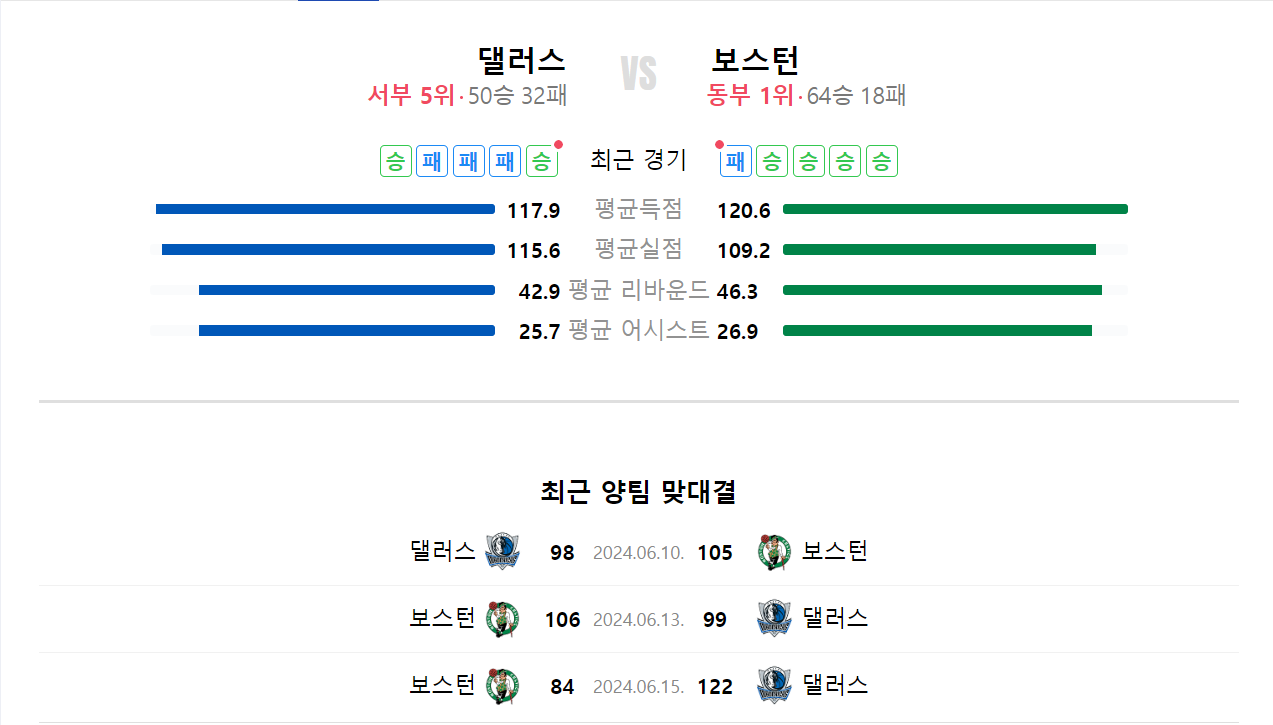 댈러스 VS 보스턴
서부 5위·50승 32패 동부 1위·64승 18패
승 패 패 패 승 최근 경기 패 승 승 승 승
117.9 평균득점 120.6
115.6 평균실점 109.2
42.9 평균 리바운드 46.3
25.7 평균 어시스트 26.9
최근 양팀 맞대결
댈러스 98 2024.06.10. 105 보스턴
보스턴 106 2024.06.13. 99 댈러스
보스턴 84 2024.06.15. 122 댈러스